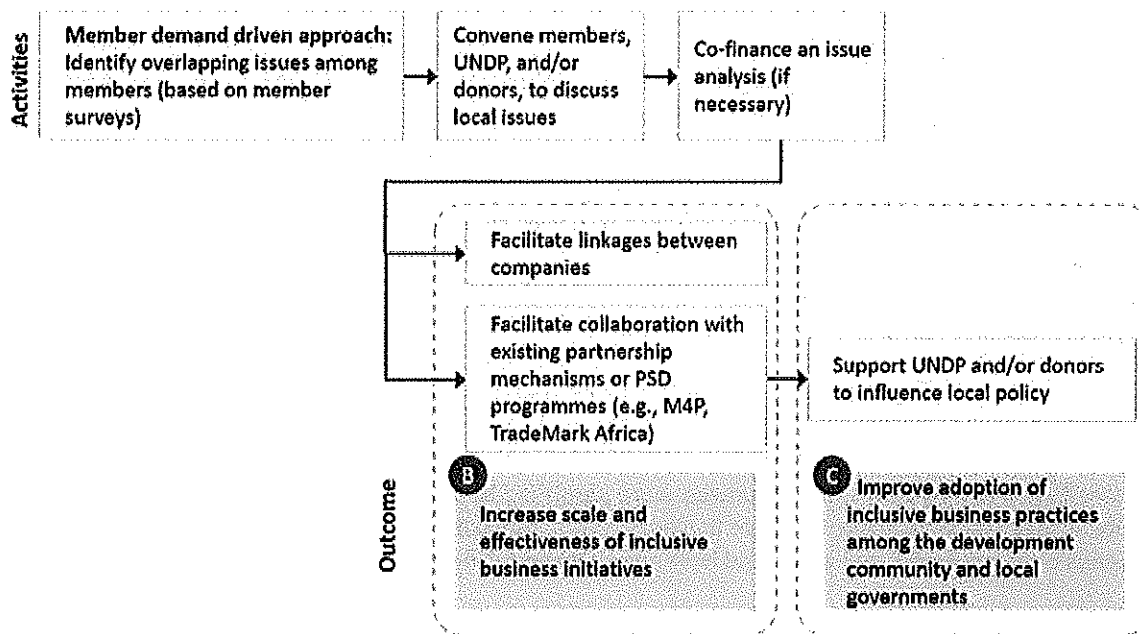 Activities
Member demand driven approach:
Identify overlapping issues among
members (based on member
surveys)
Convene members,
UNDP, and/or
donors, to discuss
local issues
Co-finance an issue
analysis (if
necessary)
Facilitate linkages between
companies
Facilitate collaboration with
existing partnership
mechanisms or PSD
programmes (e.g., M4P,
TradeMark Africa)
Support UNDP and/or donors
to influence local policy
Outcome
B
Increase scale and
effectiveness of inclusive
business initiatives
C
Improve adoption of
inclusive business practices
among the development
community and local
governments